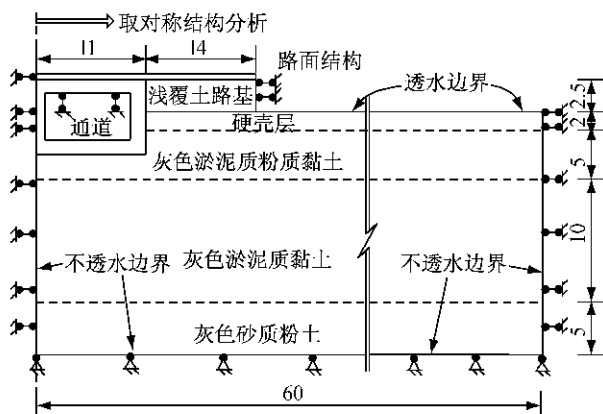 取对称结构分析
11
14
路面结构
浅覆土路基
透水边界
2.5
通道
硬壳层
2
灰色淤泥质粉质黏土
5
10
不透水边界
灰色淤泥质黏土
不透水边界
灰色砂质粉土
5
60